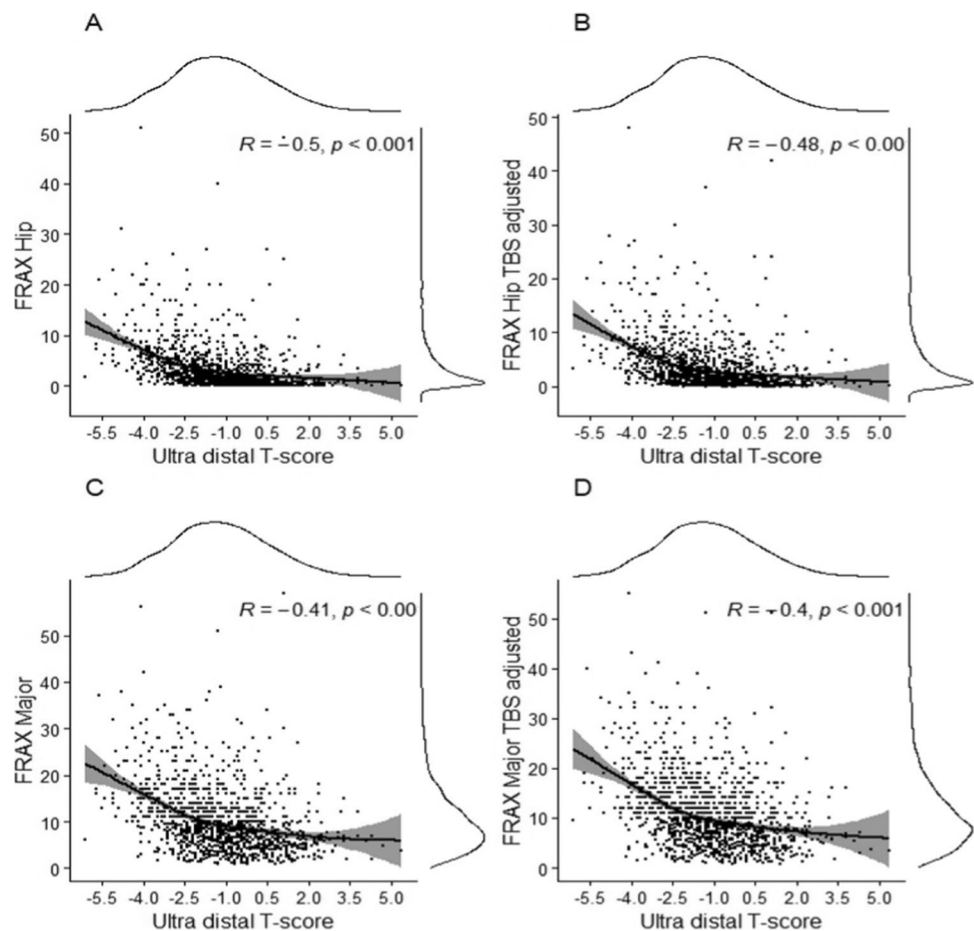 A
B
R = −0.5, p < 0.001
R = −0.48, p < 0.00
FRAX Hip
50
40
30
20
10
0
FRAX Hip TBS adjusted
50
40
30
20
10
0
-5.5 -4.0 -2.5 -1.0 0.5 2.0 3.5 5.0
-5.5 -4.0 -2.5 -1.0 0.5 2.0 3.5 5.0
Ultra distal T-score
Ultra distal T-score
C
D
R = −0.41, p < 0.00
R = −0.4, p < 0.001
FRAX Major
50
40
30
20
10
0
FRAX Major TBS adjusted
50
40
30
20
10
0
-5.5 -4.0 -2.5 -1.0 0.5 2.0 3.5 5.0
-5.5 -4.0 -2.5 -1.0 0.5 2.0 3.5 5.0
Ultra distal T-score
Ultra distal T-score